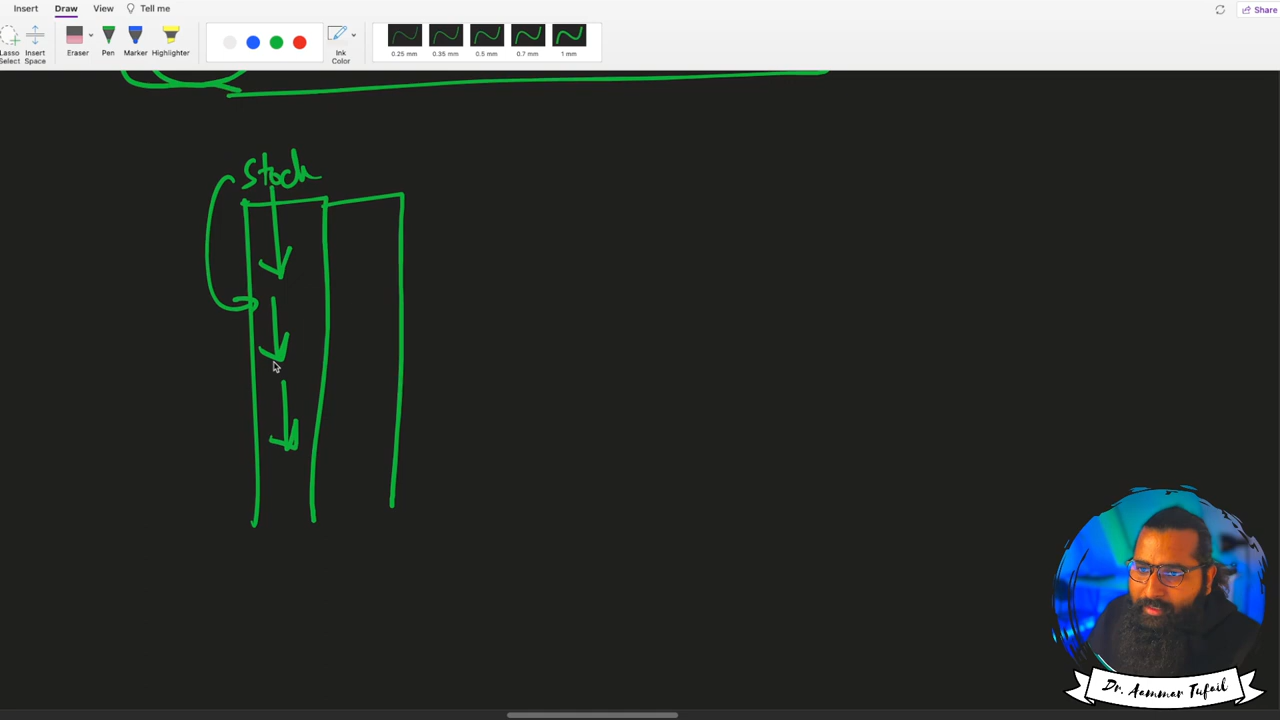 Insert Draw View Tell me Share
Lasso Select
Insert Space
Eraser
Pen
Marker
Highlighter
Ink Color
0.25 mm 0.35 mm 0.5 mm 0.7 mm 1 mm
Stock
Dr. Aammar Tufail